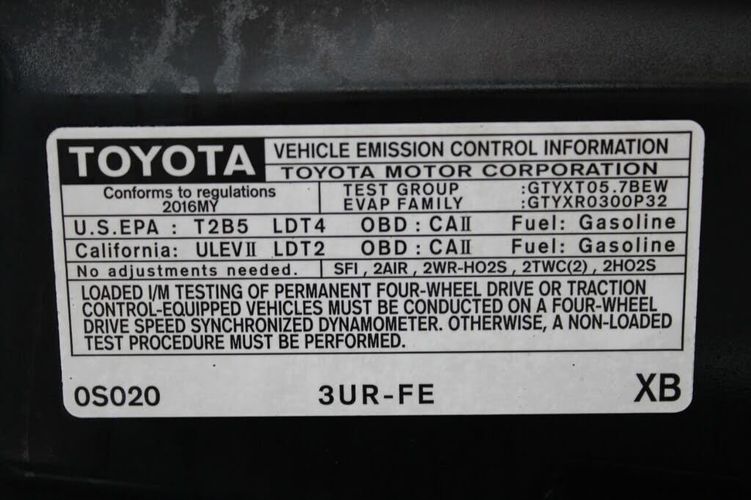 TOYOTA VEHICLE EMISSION CONTROL INFORMATION
TOYOTA MOTOR CORPORATION
Conforms to regulations
2016MY
TEST GROUP :GTYXT05.7BEW
EVAP FAMILY :GTYXR0300P32
U.S.EPA : T2B5 LDT4 OBD : CAII Fuel: Gasoline
California: ULEVII LDT2 OBD : CAII Fuel: Gasoline
No adjustments needed. SFI , 2AIR , 2WR-HO2S , 2TWC(2) , 2HO2S
LOADED I/M TESTING OF PERMANENT FOUR-WHEEL DRIVE OR TRACTION
CONTROL-EQUIPPED VEHICLES MUST BE CONDUCTED ON A FOUR-WHEEL
DRIVE SPEED SYNCHRONIZED DYNAMOMETER. OTHERWISE, A NON-LOADED
TEST PROCEDURE MUST BE PERFORMED.
0S020 3UR-FE XB